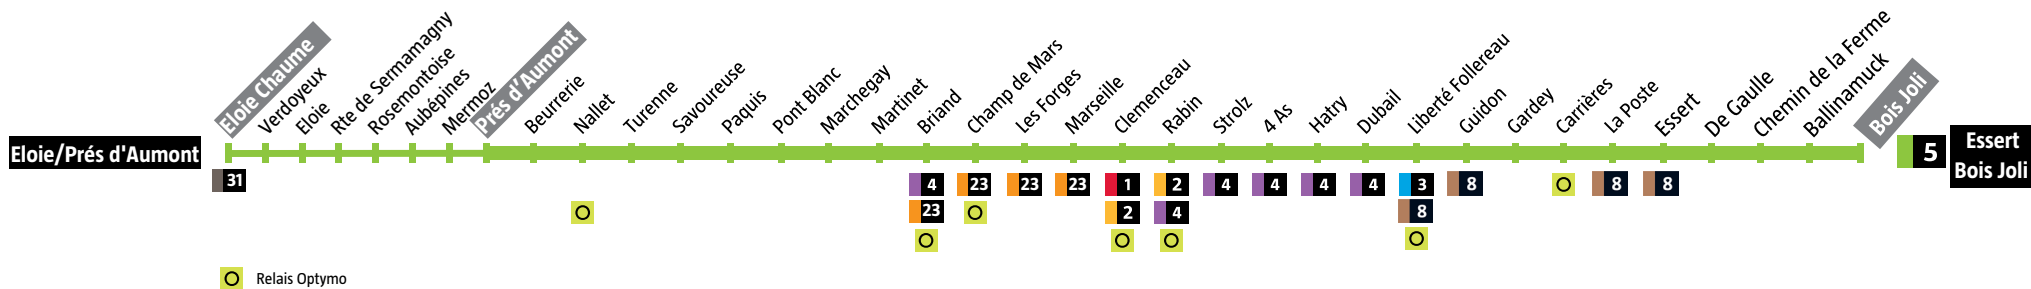 Eloie Chaume
Verdoyeux
Eloie
Rte de Sermamagny
Rosemontoise
Aubépines
Mermoz
Prés d'Aumont
Beurrerie
Nallet
Turenne
Savoureuse
Paquis
Pont Blanc
Marchegay
Martinet
Briand
Champ de Mars
Les Forges
Marseille
Clemenceau
Rabin
Strolz
4 As
Hatry
Dubail
Liberté Follereau
Guidon
Gardey
Carrières
La Poste
Essert
De Gaulle
Chemin de la Ferme
Ballinamuck
Bois Joli
Eloie/Prés d'Aumont
5
Essert
Bois Joli
31
4
23
23
23
1
2
4
4
4
4
3
8
8
8
23
2
4
8
Relais Optymo